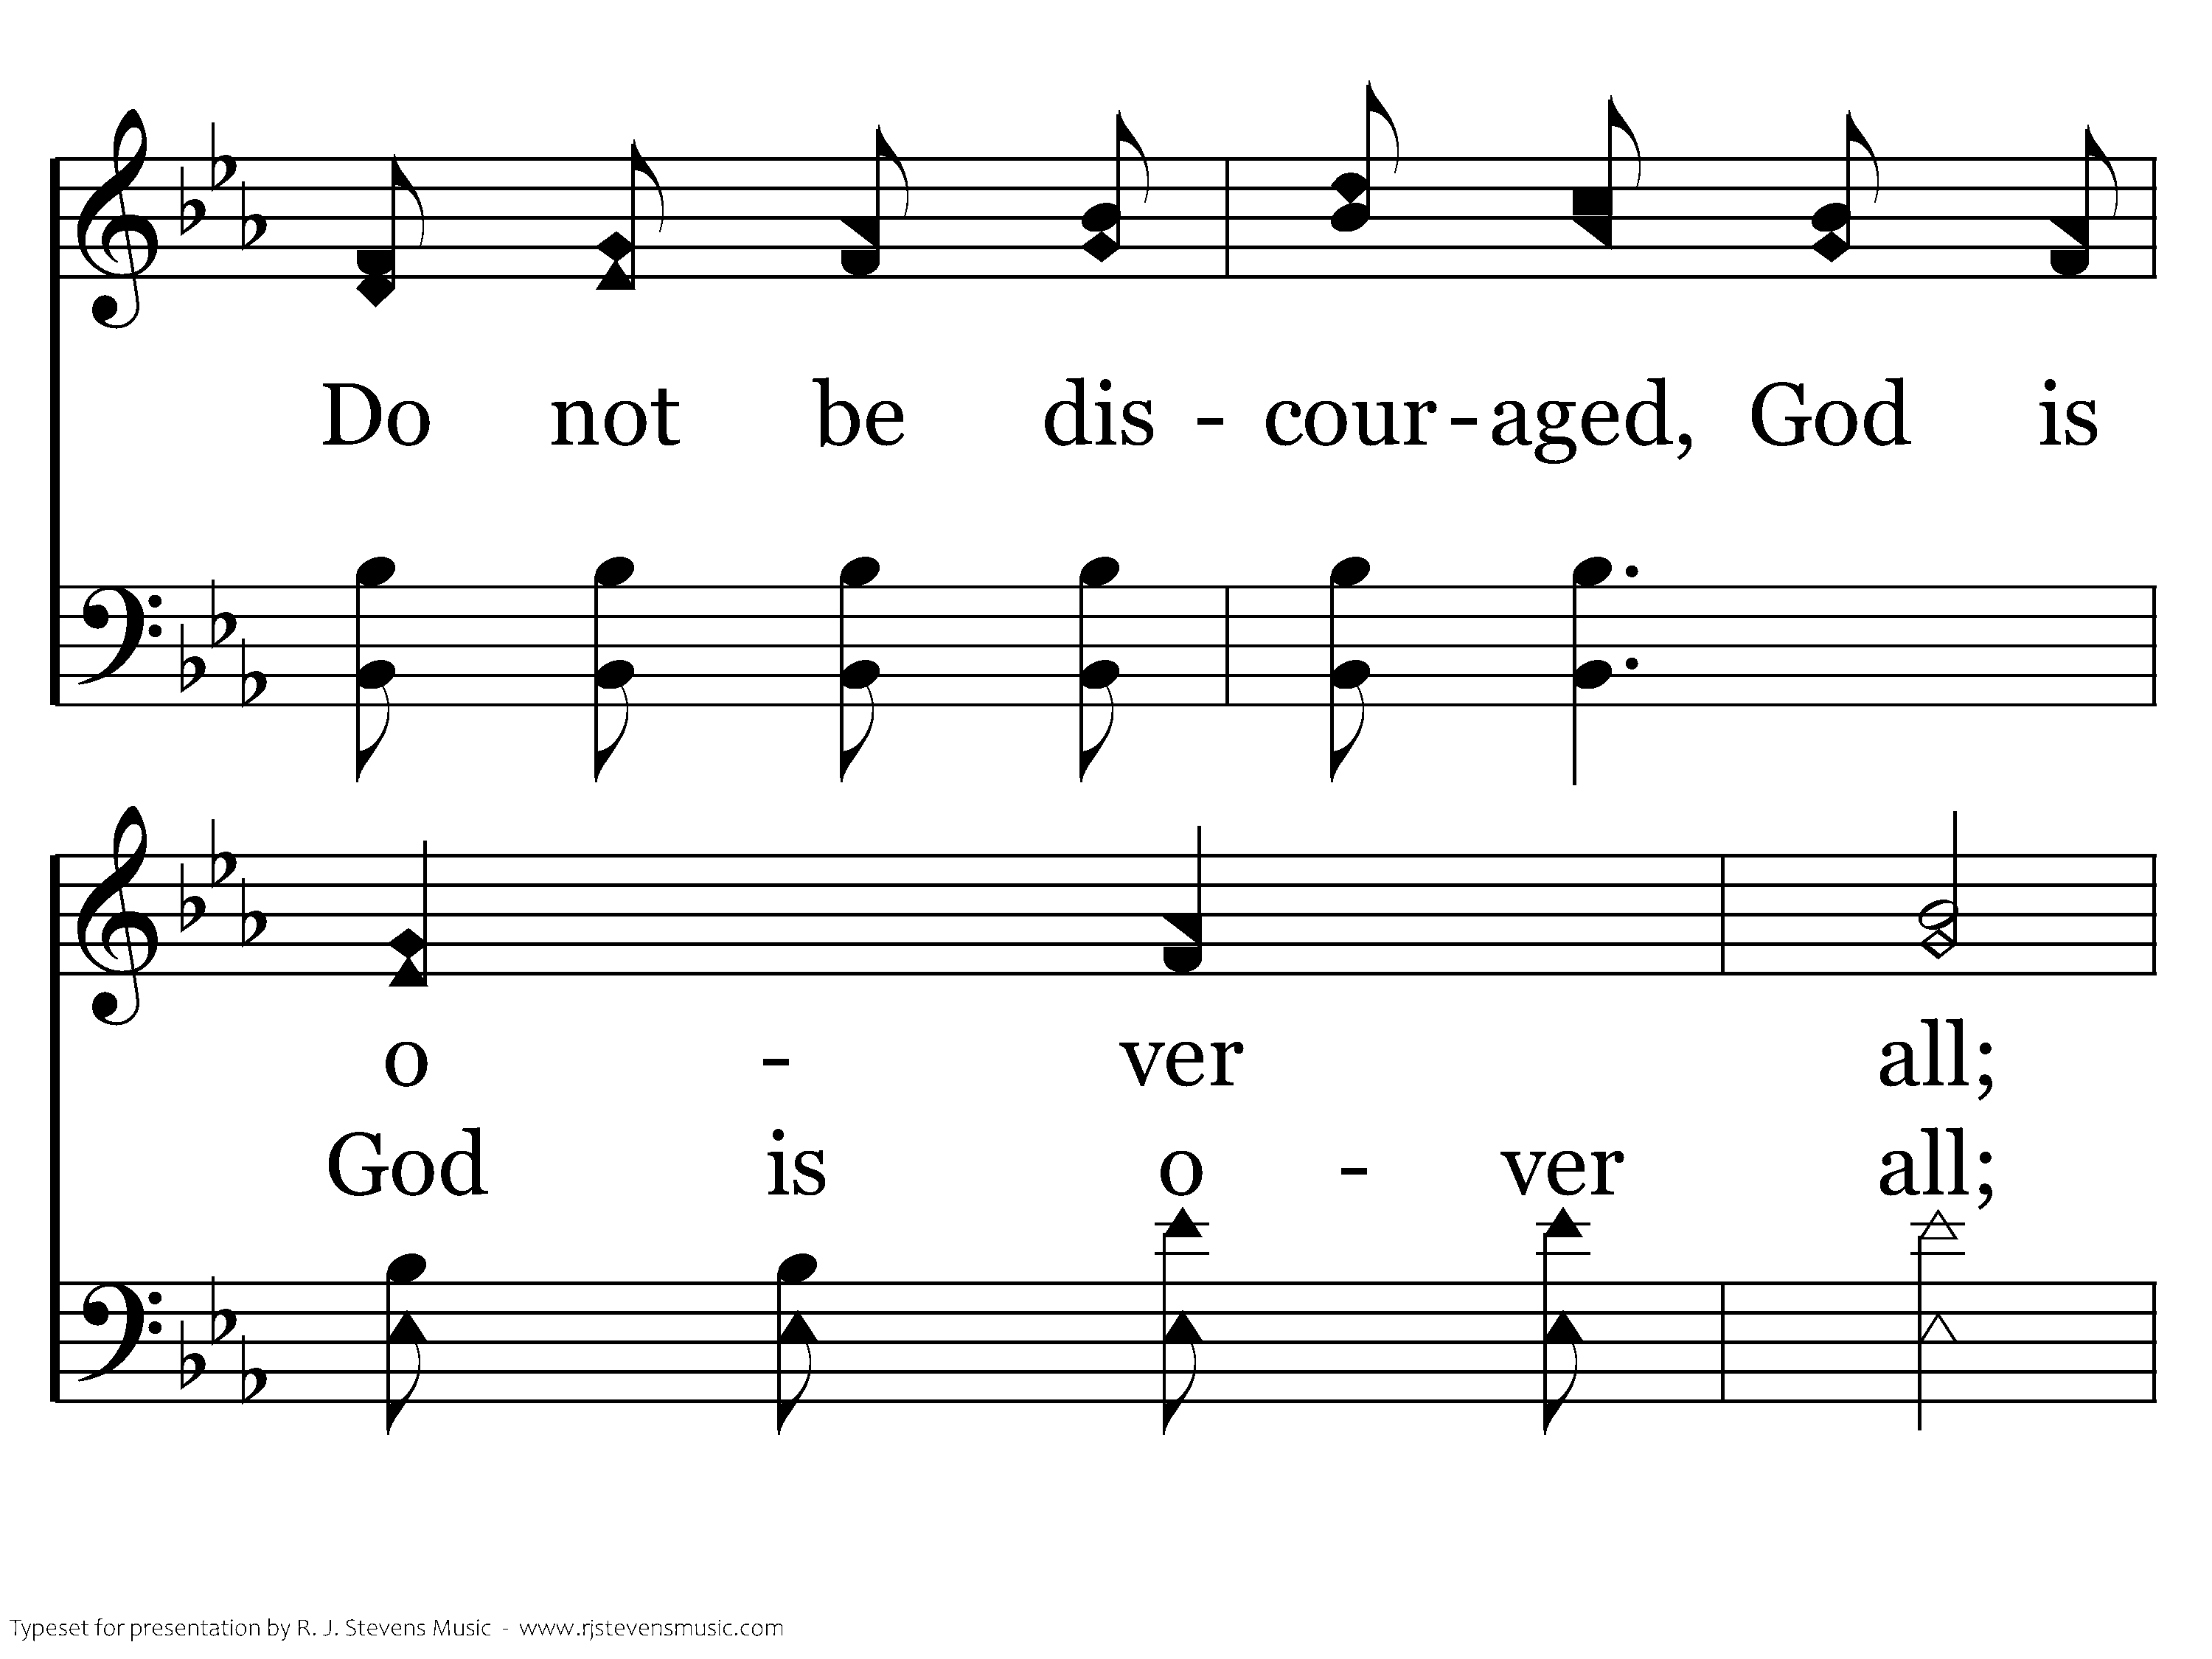 Do not be dis - cour - aged, God is
o - ver all;
God is o - ver all;
Typeset for presentation by R. J. Stevens Music - www.rjstevensmusic.com